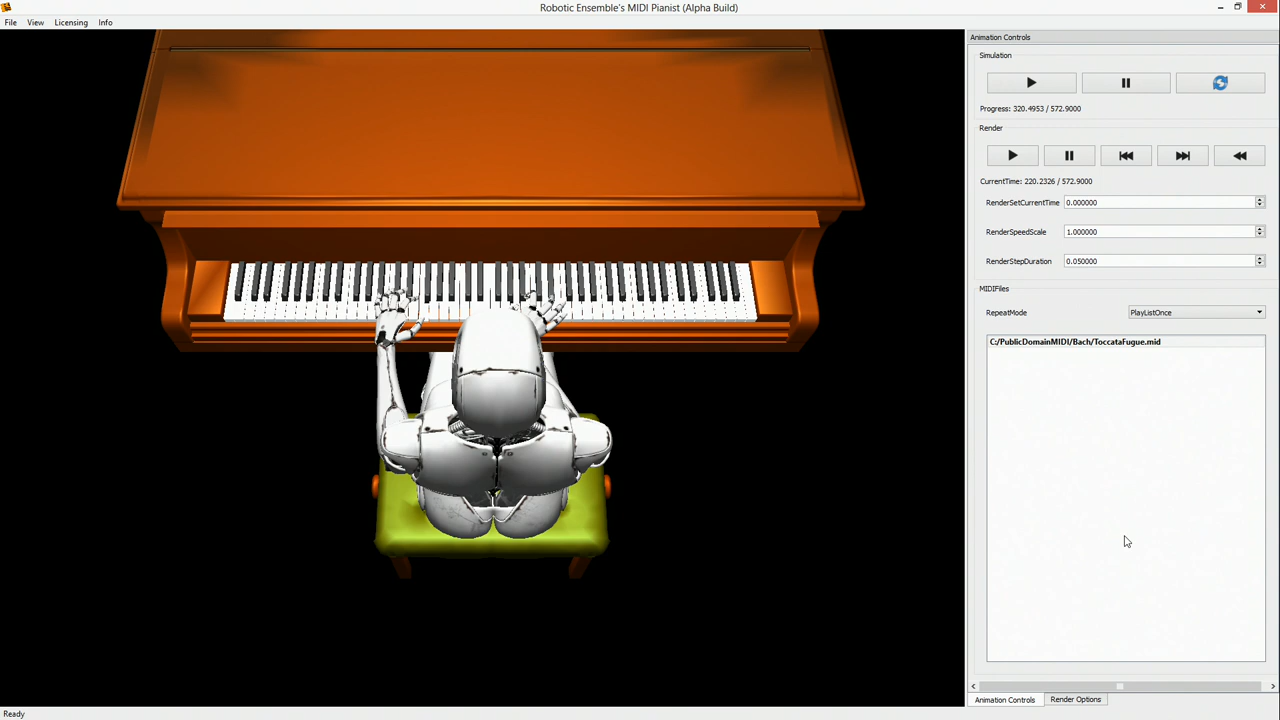 Robotic Ensemble's MIDI Pianist (Alpha Build)
File View Licensing Info
Animation Controls
Simulation
Progress: 320.4953 / 572.9000
Render
CurrentTime: 220.2326 / 572.9000
RenderSetCurrentTime 0.000000
RenderSpeedScale 1.000000
RenderStepDuration 0.050000
MIDIFiles
RepeatMode PlayListOnce
C:/PublicDomainMIDI/Bach/ToccataFugue.mid
Animation Controls Render Options
Ready